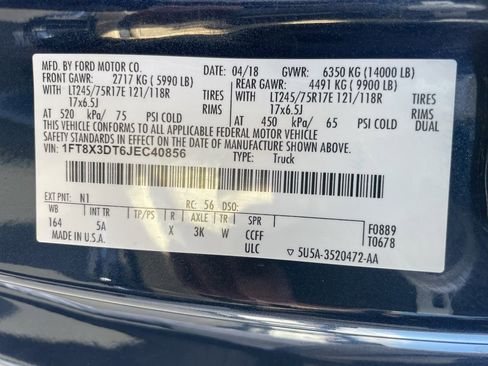 MFD. BY FORD MOTOR CO.
DATE: 04/18 GVWR: 6350 KG (14000 LB)
FRONT GAWR: 2717 KG (5990 LB) REAR GAWR: 4491 KG (9900 LB)
WITH LT245/75R17E 121/118R TIRES WITH LT245/75R17E 121/118R TIRES
17x6.5J RIMS 17x6.5J RIMS
AT 520 kPa/ 75 PSI COLD AT 450 kPa/ 65 PSI COLD DUAL
THIS VEHICLE CONFORMS TO ALL APPLICABLE FEDERAL MOTOR VEHICLE
SAFETY STANDARDS IN EFFECT ON THE DATE OF MANUFACTURE SHOWN ABOVE.
VIN: 1FT8X3DT6JEC40856 TYPE: Truck
EXT PNT: N1 RC: 56 DSO:
WB INT TR TP/PS R AXLE TR SPR F0889
164 5A X 3K W CCFF T0678
MADE IN U.S.A. ULC 5U5A-3520472-AA